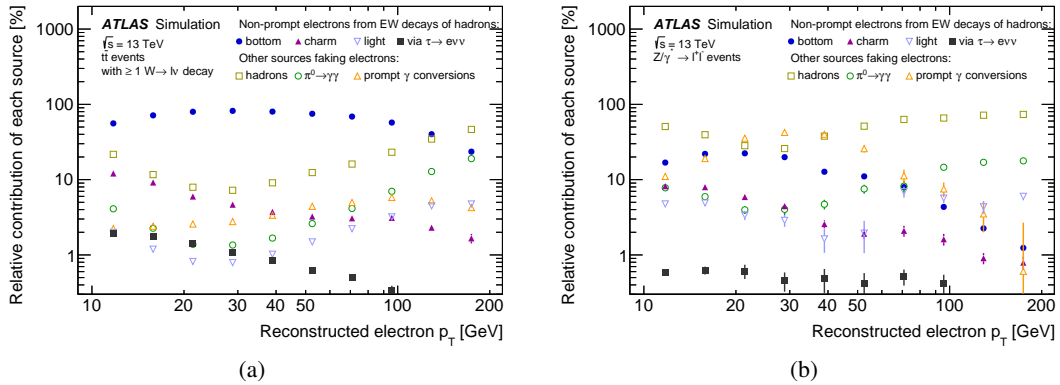 Relative contribution of each source [%]
ATLAS Simulation
√s = 13 TeV
tt̄ events
with ≥ 1 W→ lν decay
Non-prompt electrons from EW decays of hadrons:
bottom charm light via τ→ eνν
Other sources faking electrons:
hadrons π⁰→γγ prompt γ conversions
1000
100
10
1
10 20 30 40 100 200
Reconstructed electron p_T [GeV]
(a)
Relative contribution of each source [%]
ATLAS Simulation
√s = 13 TeV
Z/γ* → l⁺l⁻ events
Non-prompt electrons from EW decays of hadrons:
bottom charm light via τ→ eνν
Other sources faking electrons:
hadrons π⁰→γγ prompt γ conversions
1000
100
10
1
10 20 30 40 100 200
Reconstructed electron p_T [GeV]
(b)